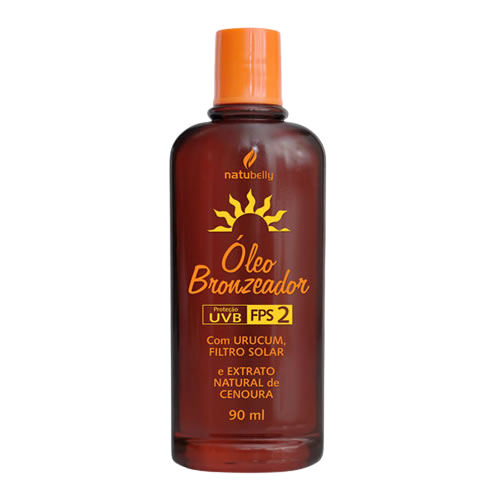 natubelly
Óleo
Bronzeador
Proteção
UVB FPS 2
Com URUCUM,
FILTRO SOLAR
e EXTRATO
NATURAL de
CENOURA
90 ml